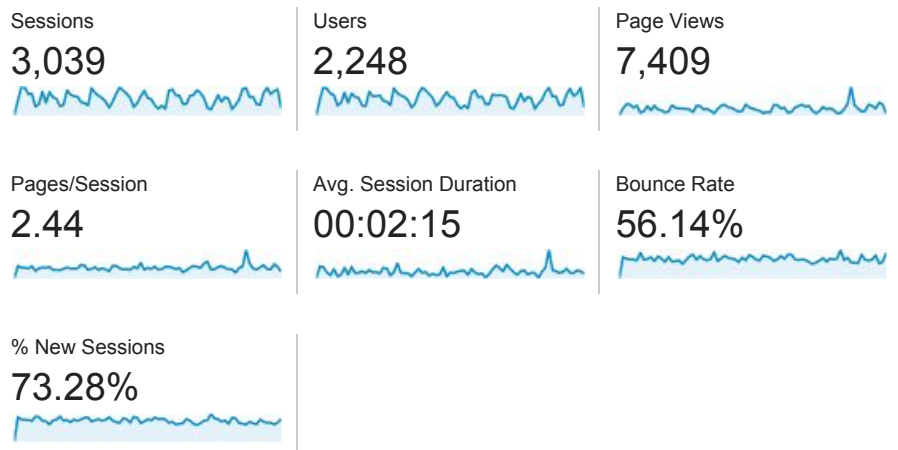 Sessions
3,039
Users
2,248
Page Views
7,409
Pages/Session
2.44
Avg. Session Duration
00:02:15
Bounce Rate
56.14%
% New Sessions
73.28%